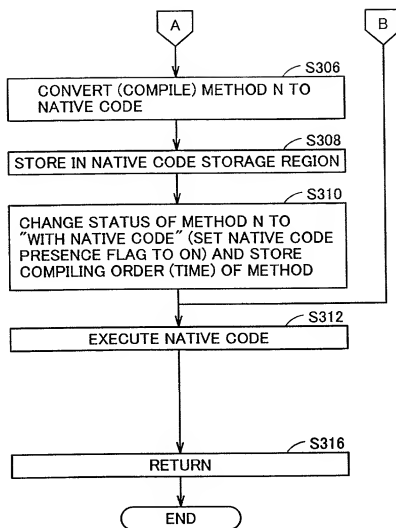 A
B
S306
CONVERT (COMPILE) METHOD N TO
NATIVE CODE
S308
STORE IN NATIVE CODE STORAGE REGION
S310
CHANGE STATUS OF METHOD N TO
"WITH NATIVE CODE" (SET NATIVE CODE
PRESENCE FLAG TO ON) AND STORE
COMPILING ORDER (TIME) OF METHOD
S312
EXECUTE NATIVE CODE
S316
RETURN
END